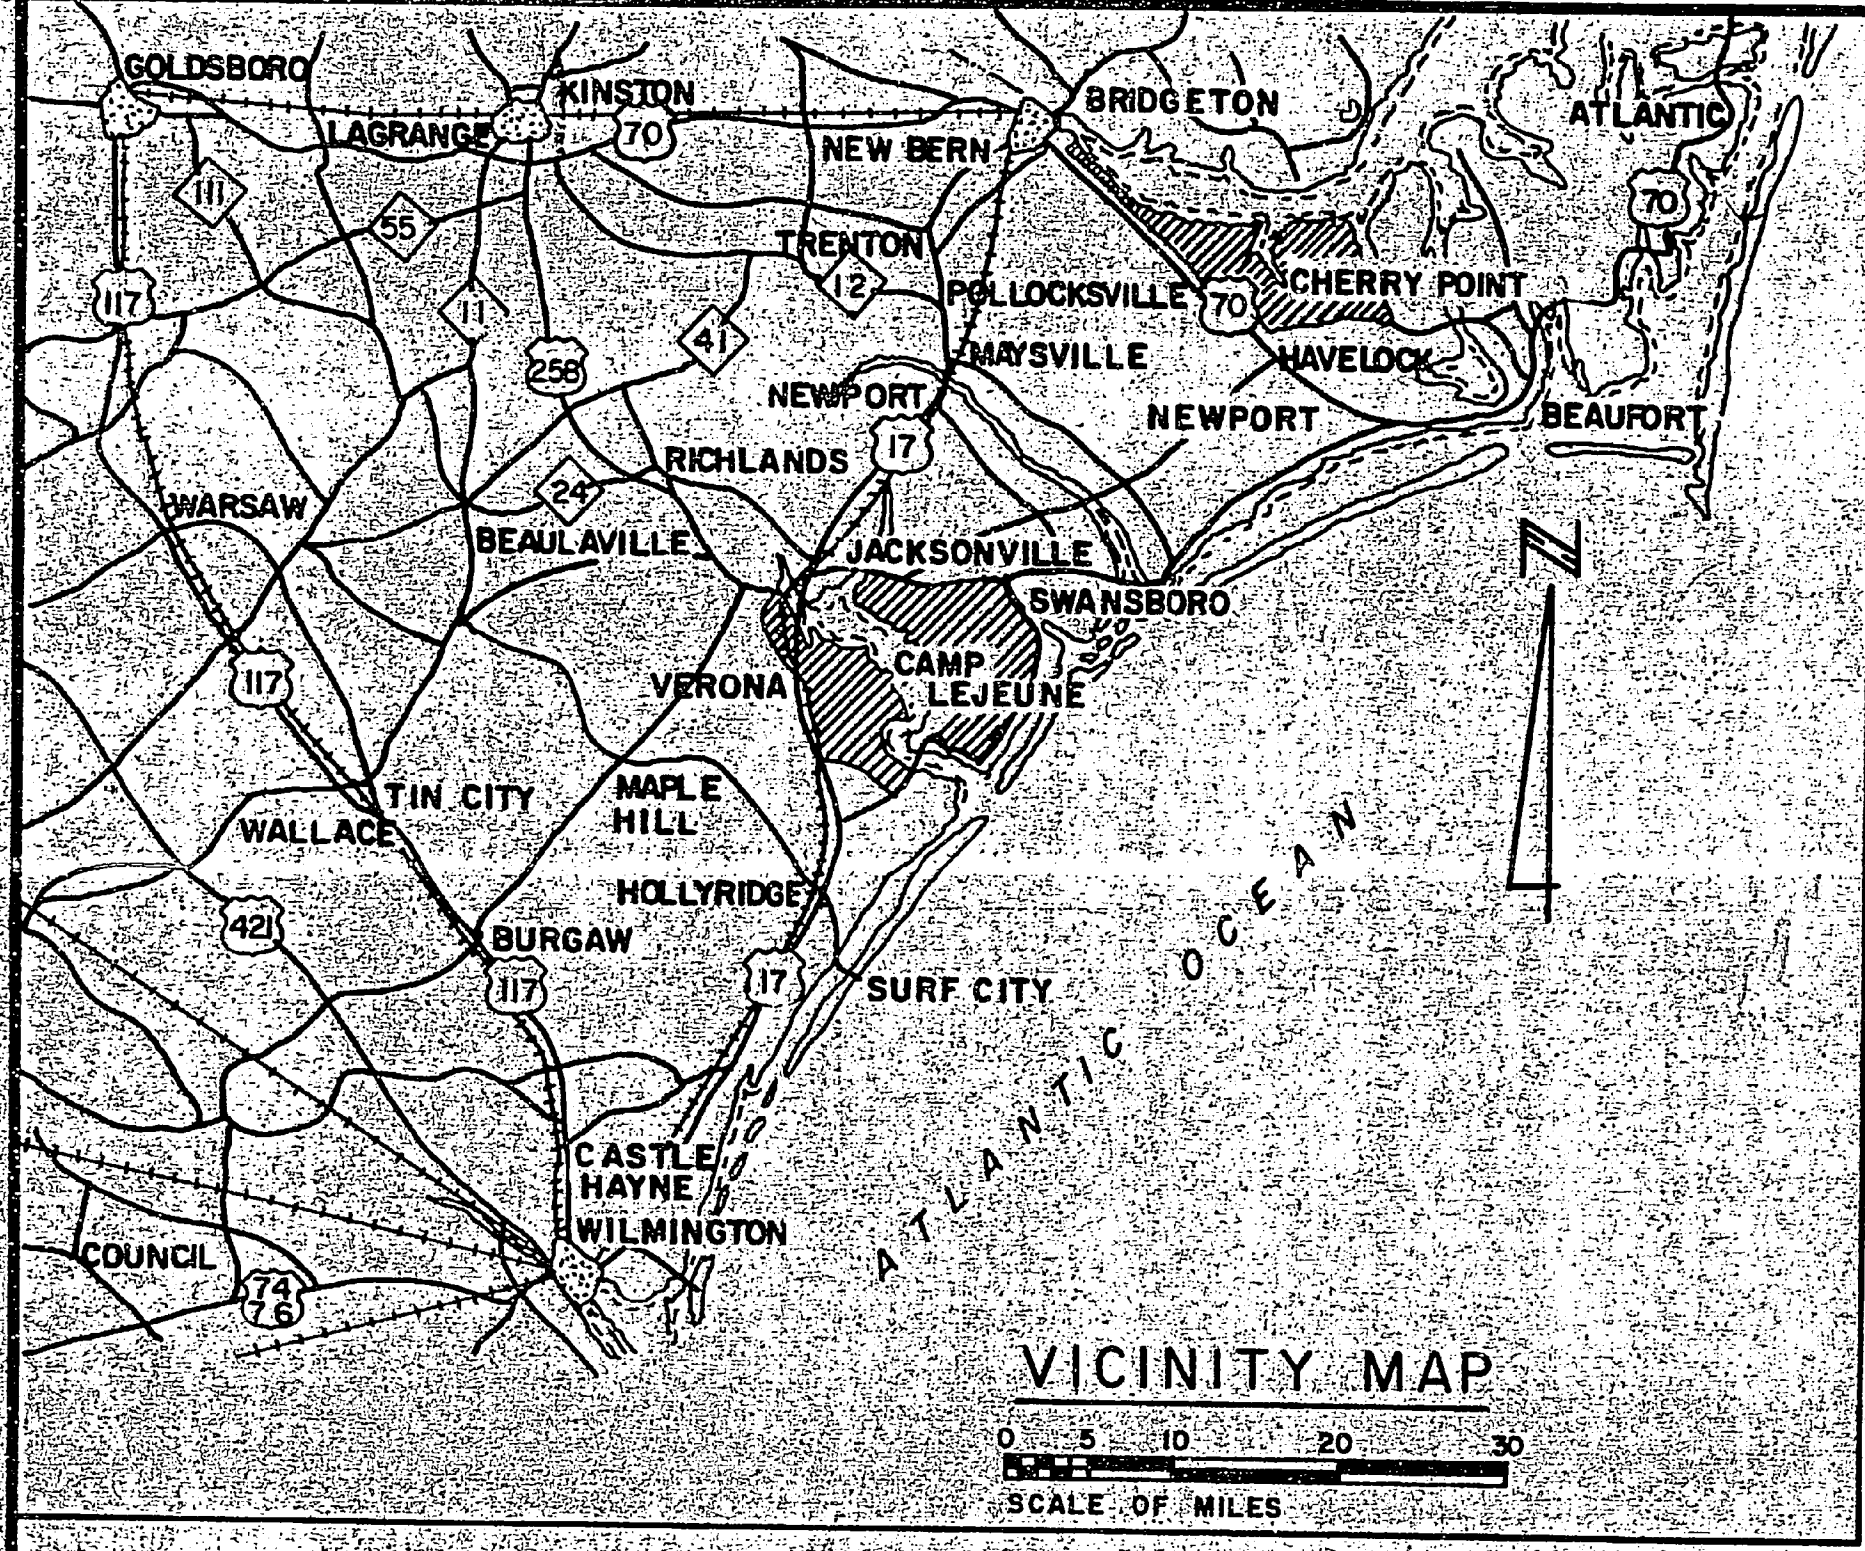 GOLDSBORO
KINSTON
BRIDGETON
ATLANTIC
LAGRANGE
70
NEW BERN
111
55
70
TRENTON
12
CHERRY POINT
117
11
POLLOCKSVILLE
70
41
258
MAYSVILLE
HAVELOCK
NEWPORT
NEWPORT
BEAUFORT
17
RICHLANDS
24
WARSAW
BEAULAVILLE
JACKSONVILLE
N
SWANSBORO
117
CAMP
LEJEUNE
VERONA
TIN CITY
MAPLE
HILL
WALLACE
HOLLYRIDGE
421
BURGAW
117
17
SURF CITY
ATLANTIC OCEAN
CASTLE
HAYNE
WILMINGTON
COUNCIL
74
76
VICINITY MAP
0 5 10 20 30
SCALE OF MILES